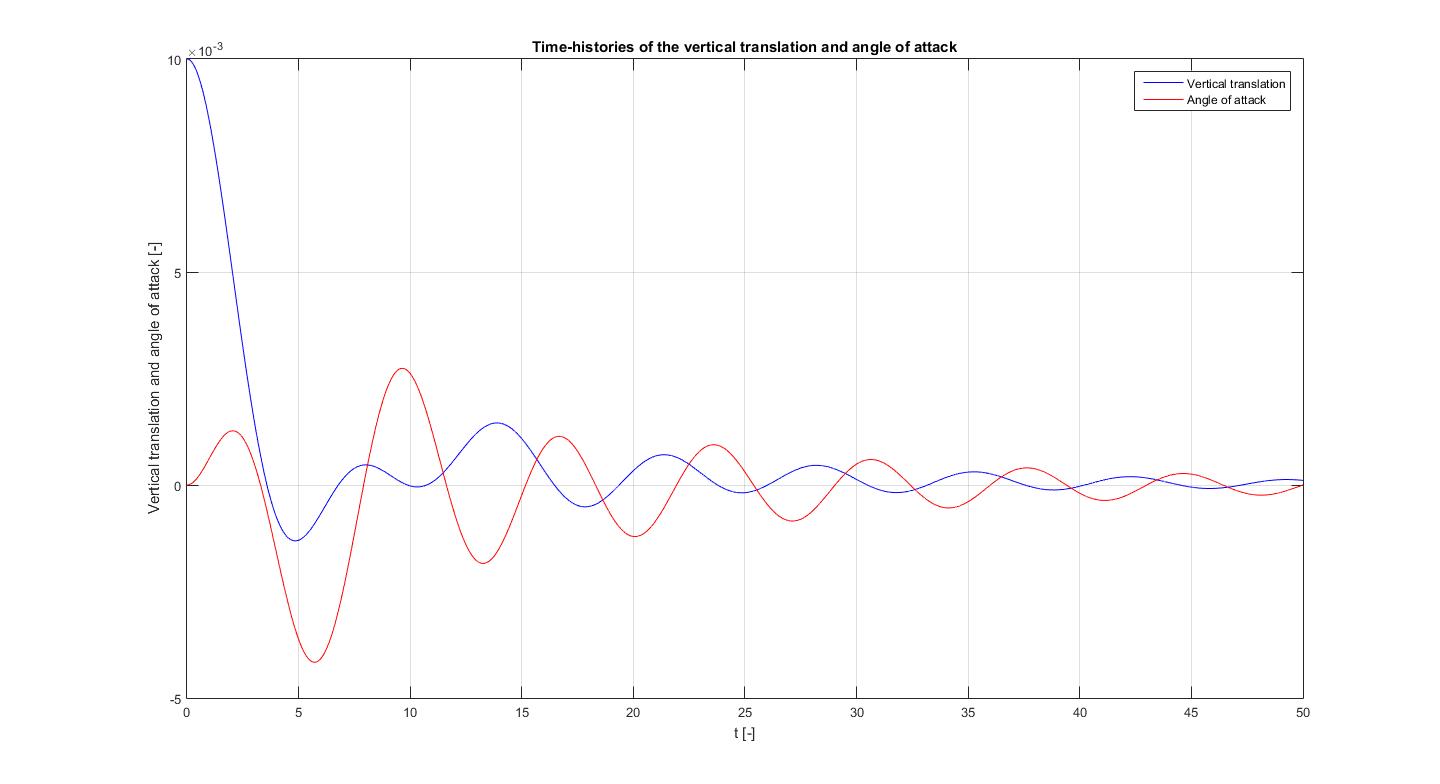 Time-histories of the vertical translation and angle of attack
×10-3
Vertical translation
Angle of attack
Vertical translation and angle of attack [-]
10
5
0
-5
0 5 10 15 20 25 30 35 40 45 50
t [-]